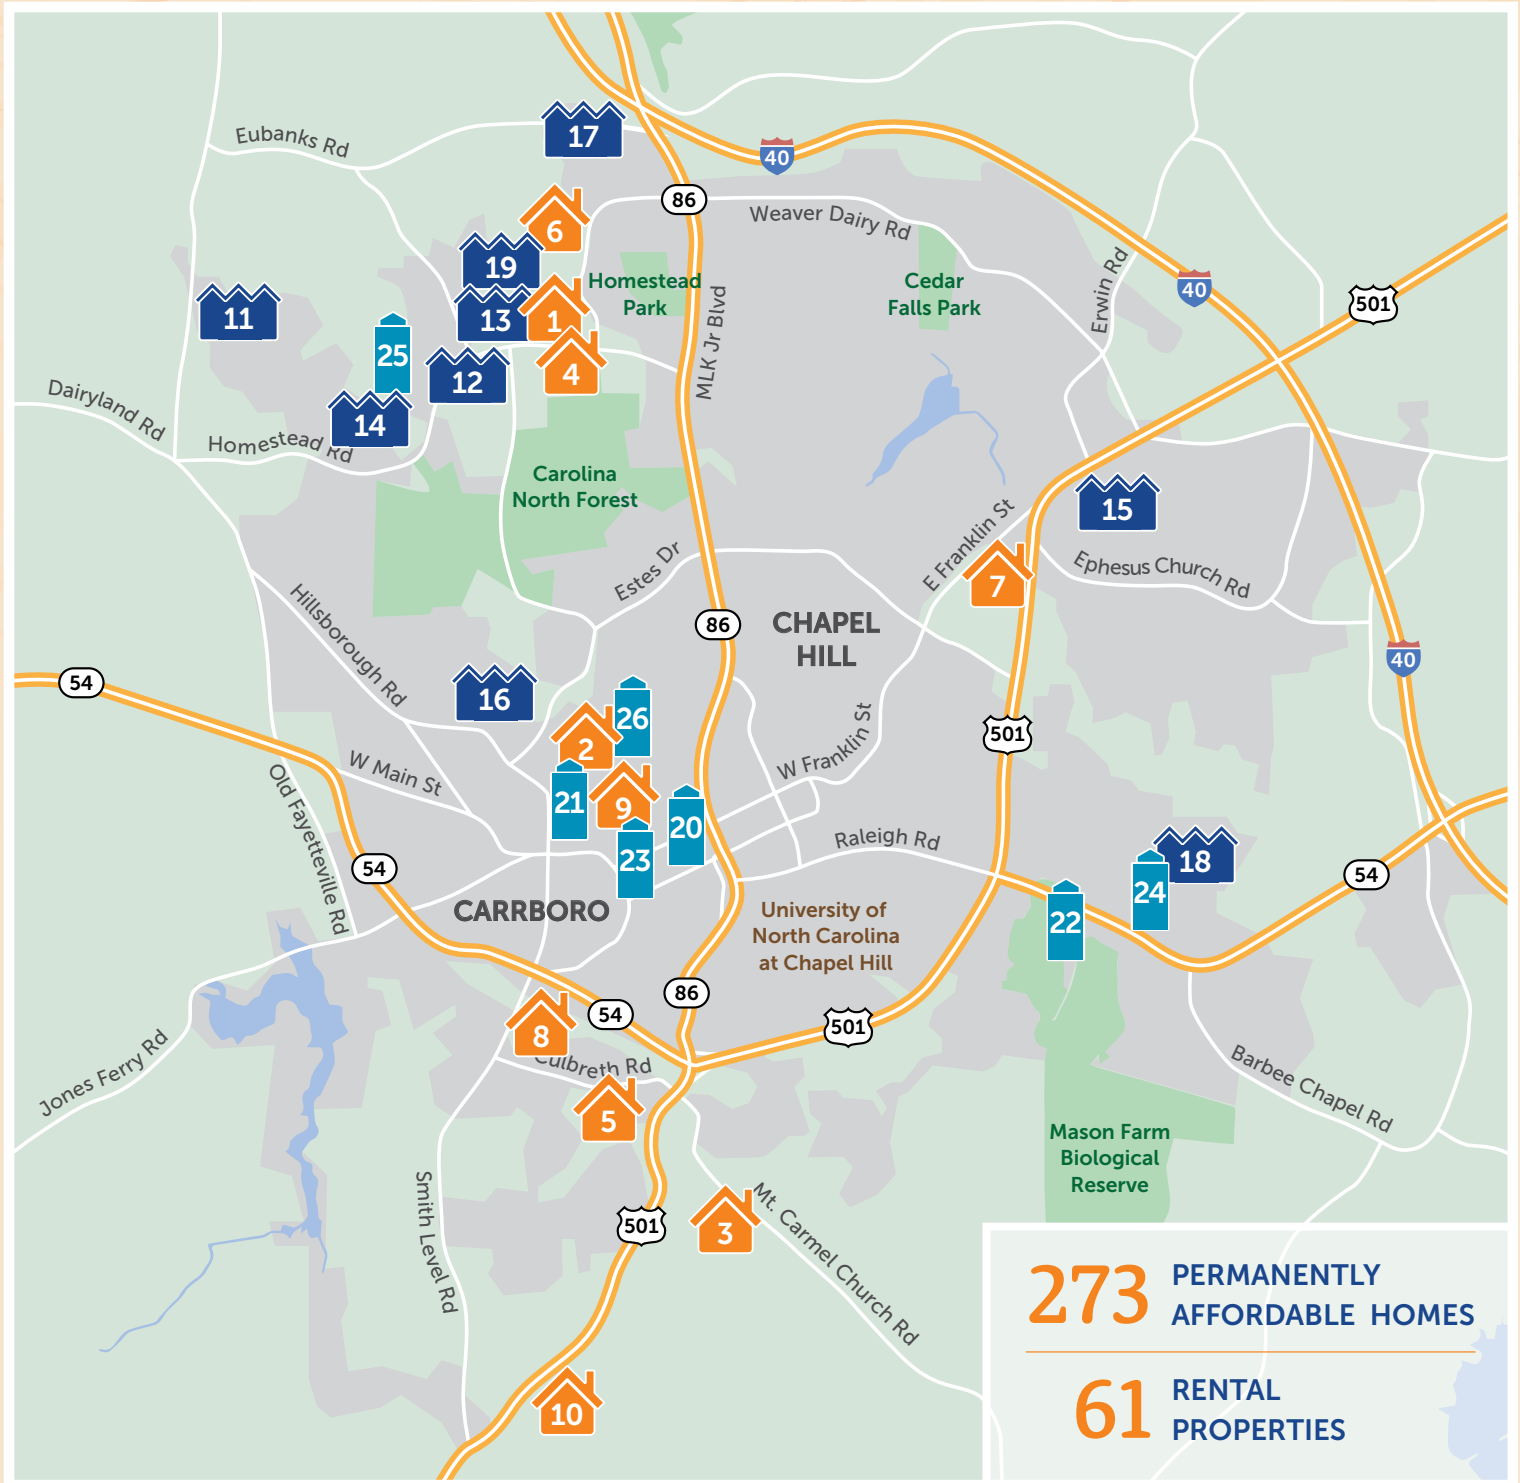 17
Eubanks Rd
40
86
Weaver Dairy Rd
6
19
Homestead
Park
Cedar
Falls Park
Erwin Rd
40
501
11
13
1
MLK Jr Blvd
25
12
4
Dairyland Rd
14
Homestead Rd
Carolina
North Forest
15
E Franklin St
Ephesus Church Rd
7
Estes Dr
Hillsborough Rd
86
CHAPEL
HILL
40
54
16
26
2
W Franklin St
501
W Main St
Old Fayetteville Rd
21
9
20
23
Raleigh Rd
18
54
54
24
22
CARRBORO
University of
North Carolina
at Chapel Hill
86
54
501
8
Culbreth Rd
Jones Ferry Rd
5
Barbee Chapel Rd
Mason Farm
Biological
Reserve
Smith Level Rd
501
3
Mt. Carmel Church Rd
10
273 PERMANENTLY
AFFORDABLE HOMES
61 RENTAL
PROPERTIES